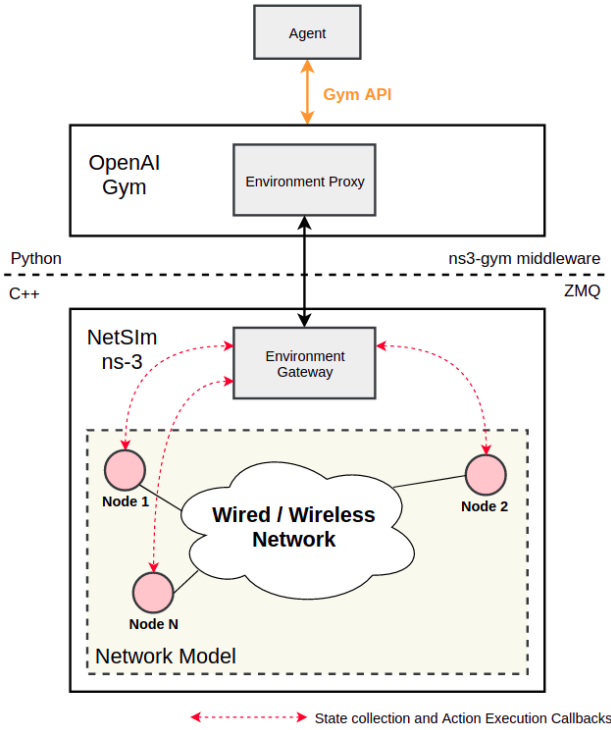 Agent
Gym API
OpenAI
Gym
Environment Proxy
Python
ns3-gym middleware
C++
ZMQ
NetSIm
ns-3
Environment
Gateway
Node 1
Wired / Wireless
Network
Node 2
Node N
Network Model
State collection and Action Execution Callbacks